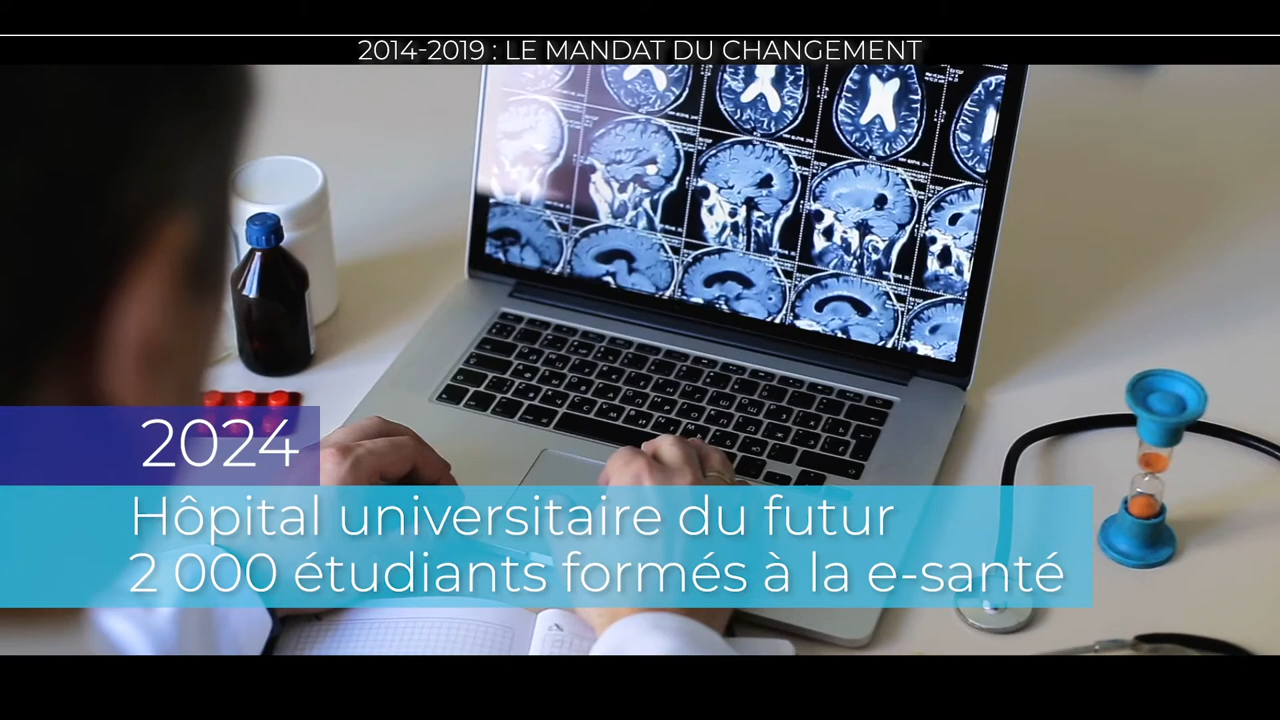 2014-2019 : LE MANDAT DU CHANGEMENT
2024
Hôpital universitaire du futur
2 000 étudiants formés à la e-santé